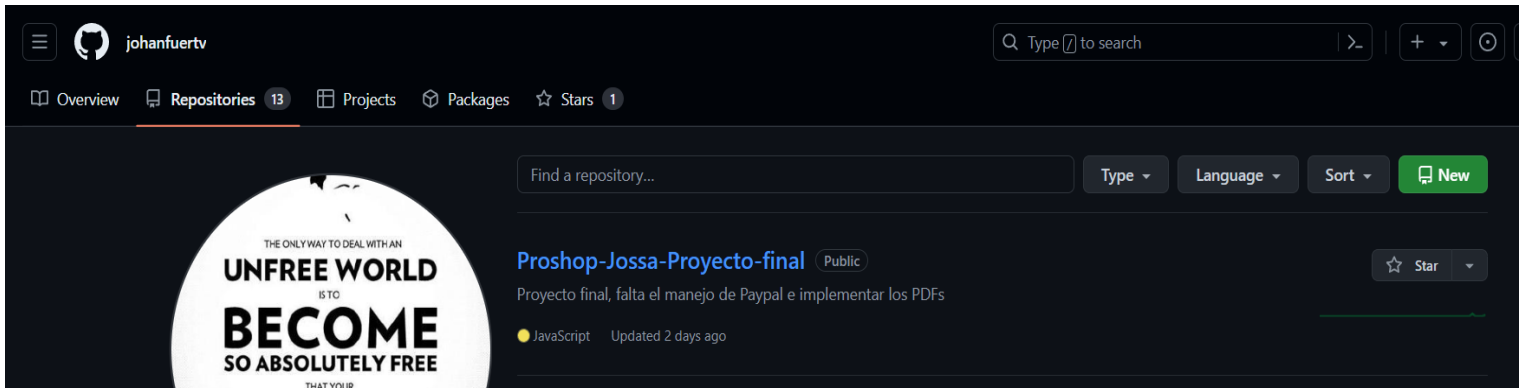 johanfuertv
Type / to search
Overview
Repositories 13
Projects
Packages
Stars 1
Find a repository...
Type
Language
Sort
New
THE ONLY WAY TO DEAL WITH AN
UNFREE WORLD
IS TO
BECOME
SO ABSOLUTELY FREE
THAT YOUR
Proshop-Jossa-Proyecto-final Public
Star
Proyecto final, falta el manejo de Paypal e implementar los PDFs
JavaScript Updated 2 days ago